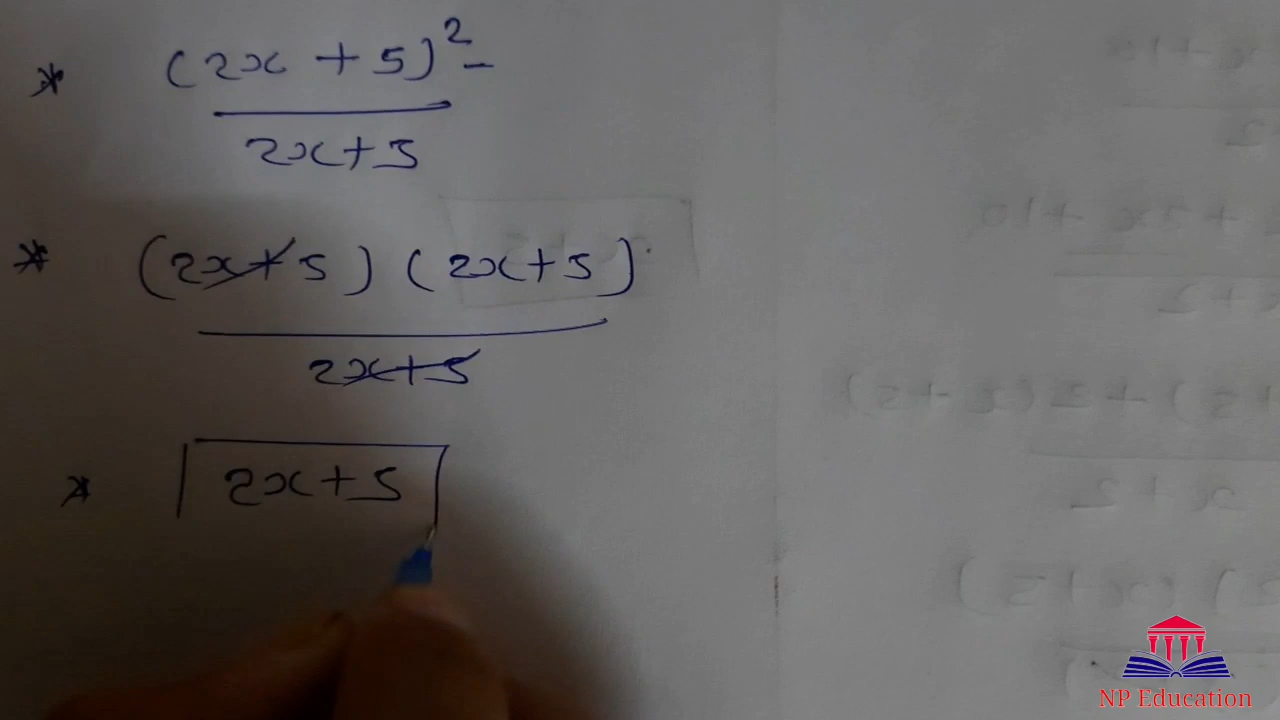 * (2x + 5)² -
2x+5
* (2x+5) (2x+5)
2x+5
* 2x+5
NP Education